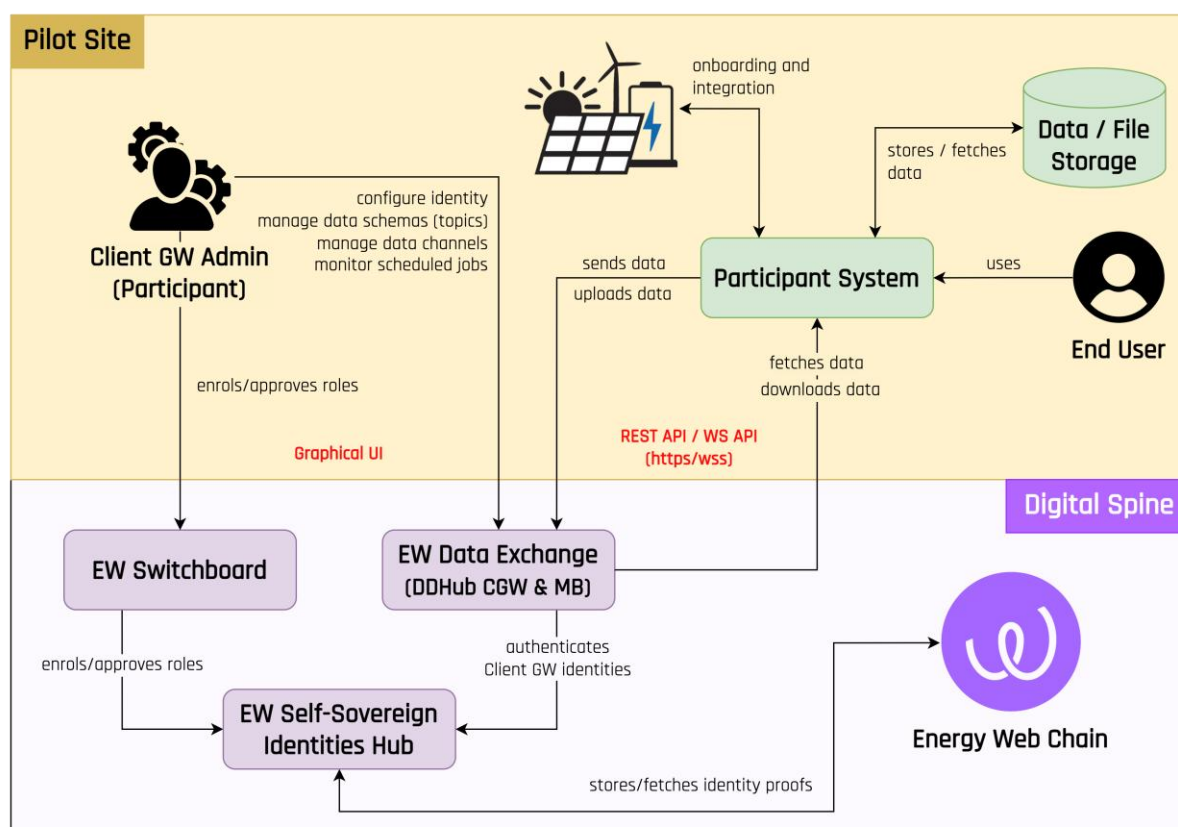 Pilot Site
onboarding and
integration
Data / File
Storage
stores / fetches
data
configure identity
manage data schemas (topics)
manage data channels
monitor scheduled jobs
Client GW Admin
(Participant)
sends data
uploads data
Participant System
uses
End User
fetches data
downloads data
enrols/approves roles
Graphical UI
REST API / WS API
(https/wss)
Digital Spine
EW Switchboard
EW Data Exchange
(DDHub CGW & MB)
enrols/approves roles
authenticates
Client GW identities
EW Self-Sovereign
Identities Hub
Energy Web Chain
stores/fetches identity proofs